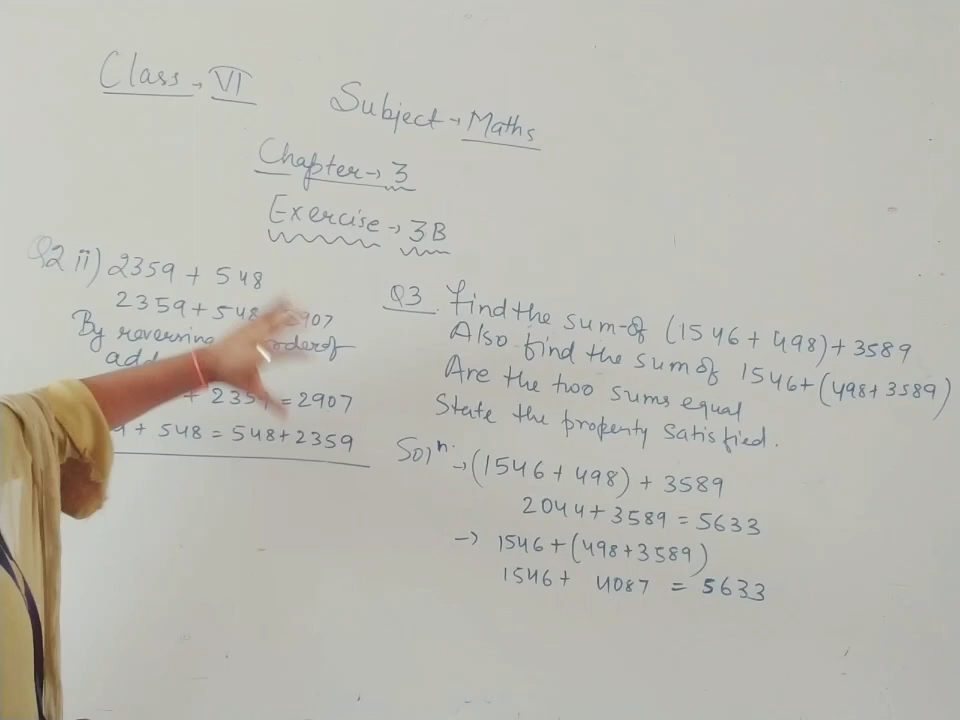 Class → VI
Subject → Maths
Chapter → 3
Exercise → 3B
Q2 ii) 2359 + 548
2359 + 548 2907
By reversing order of
add
+ 2359 = 2907
9 + 548 = 548 + 2359
Q3. Find the sum of (1546 + 498) + 3589
Also find the sum of 1546 + (498 + 3589)
Are the two sums equal
State the property satisfied.
Solⁿ. → (1546 + 498) + 3589
2044 + 3589 = 5633
→ 1546 + (498 + 3589)
1546 + 4087 = 5633